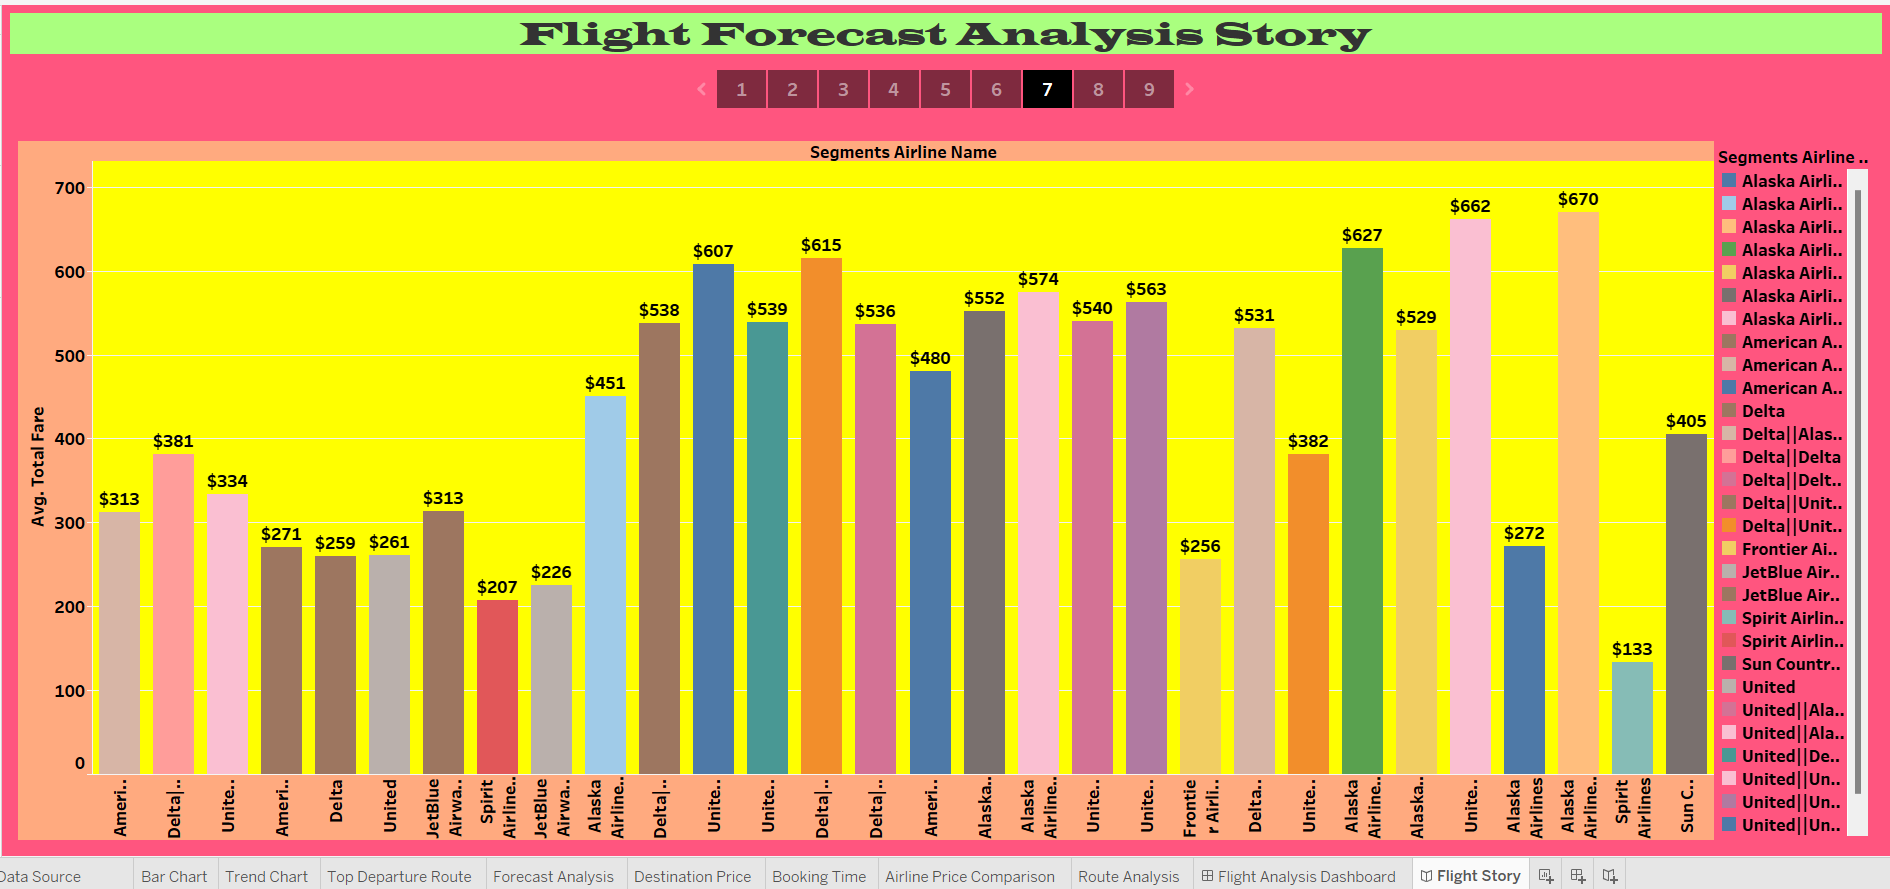 Flight Forecast Analysis Story
1 2 3 4 5 6 7 8 9
Segments Airline Name
Avg. Total Fare
700
600
500
400
300
200
100
0
$313
$381
$334
$271
$259
$261
$313
$207
$226
$451
$538
$607
$539
$615
$536
$480
$552
$574
$540
$563
$256
$531
$382
$627
$529
$662
$272
$670
$133
$405
Ameri..
Delta|..
Unite..
Ameri..
Delta
United
JetBlue
Airwa..
Spirit
Airline..
JetBlue
Airwa..
Alaska
Airline..
Delta|..
Unite..
Unite..
Delta|..
Delta|..
Ameri..
Alaska..
Alaska
Airline..
Unite..
Unite..
Frontie
r Airli..
Delta..
Unite..
Alaska
Airline..
Alaska..
Unite..
Alaska
Airlines
Alaska
Airline..
Spirit
Airlines
Sun C..
Segments Airline ..
Alaska Airli..
Alaska Airli..
Alaska Airli..
Alaska Airli..
Alaska Airli..
Alaska Airli..
Alaska Airli..
American A..
American A..
American A..
Delta
Delta||Alas..
Delta||Delta
Delta||Delt..
Delta||Unit..
Delta||Unit..
Frontier Ai..
JetBlue Air..
JetBlue Air..
Spirit Airlin..
Spirit Airlin..
Sun Countr..
United
United||Ala..
United||Ala..
United||De..
United||Un..
United||Un..
United||Un..
Data Source Bar Chart Trend Chart Top Departure Route Forecast Analysis Destination Price Booking Time Airline Price Comparison Route Analysis Flight Analysis Dashboard Flight Story